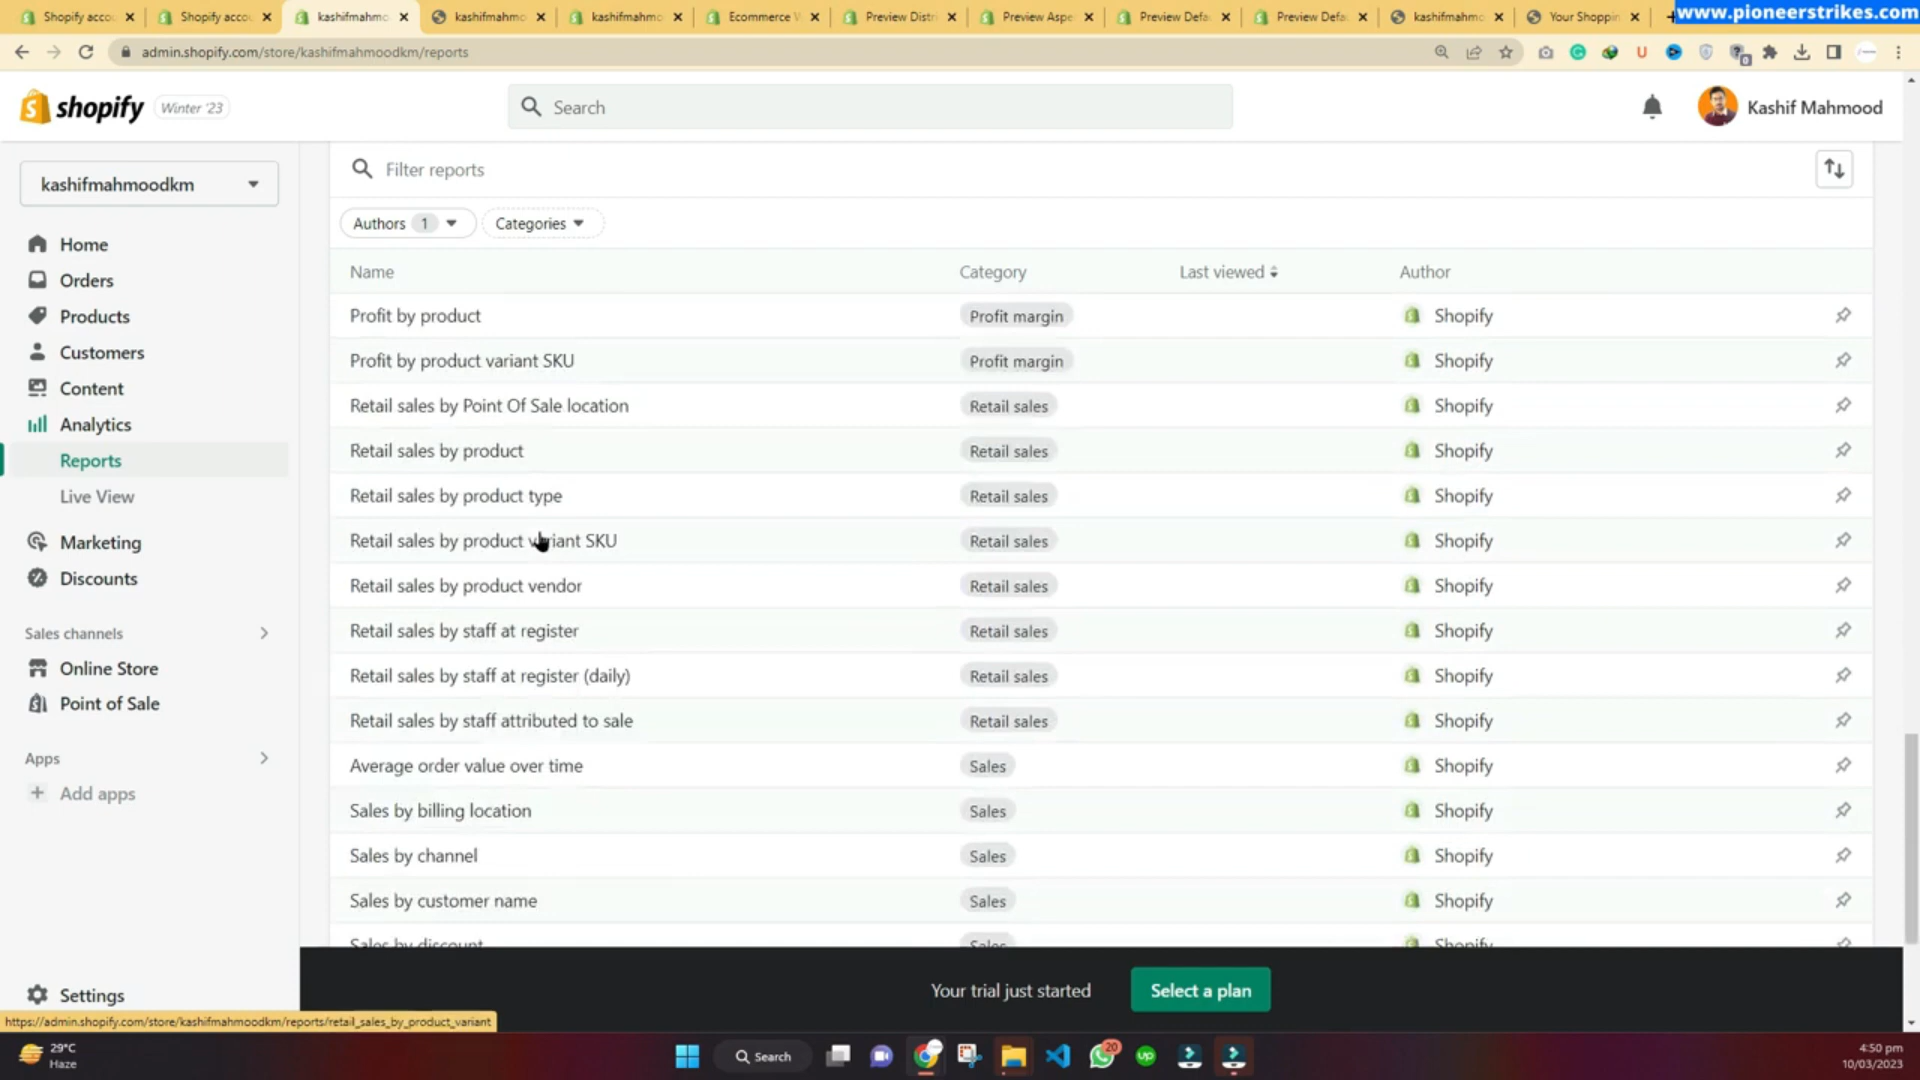 Shopify accou
Shopify accou
kashifmahmo
kashifmahmo
kashifmahmo
Ecommerce W
Preview Distr
Preview Aspe
Preview Defa
Preview Defa
kashifmahmo
Your Shoppin
www.pioneerstrikes.com
admin.shopify.com/store/kashifmahmoodkm/reports
shopify
Winter '23
Search
Kashif Mahmood
kashifmahmoodkm
Home
Orders
Products
Customers
Content
Analytics
Reports
Live View
Marketing
Discounts
Sales channels
Online Store
Point of Sale
Apps
Add apps
Settings
Filter reports
Authors 1
Categories
Name Category Last viewed Author
Profit by product Profit margin Shopify
Profit by product variant SKU Profit margin Shopify
Retail sales by Point Of Sale location Retail sales Shopify
Retail sales by product Retail sales Shopify
Retail sales by product type Retail sales Shopify
Retail sales by product variant SKU Retail sales Shopify
Retail sales by product vendor Retail sales Shopify
Retail sales by staff at register Retail sales Shopify
Retail sales by staff at register (daily) Retail sales Shopify
Retail sales by staff attributed to sale Retail sales Shopify
Average order value over time Sales Shopify
Sales by billing location Sales Shopify
Sales by channel Sales Shopify
Sales by customer name Sales Shopify
Sales by discount Sales Shopify
Your trial just started
Select a plan
https://admin.shopify.com/store/kashifmahmoodkm/reports/retail_sales_by_product_variant
29°C
Haze
Search
20
up
4:50 pm
10/03/2023